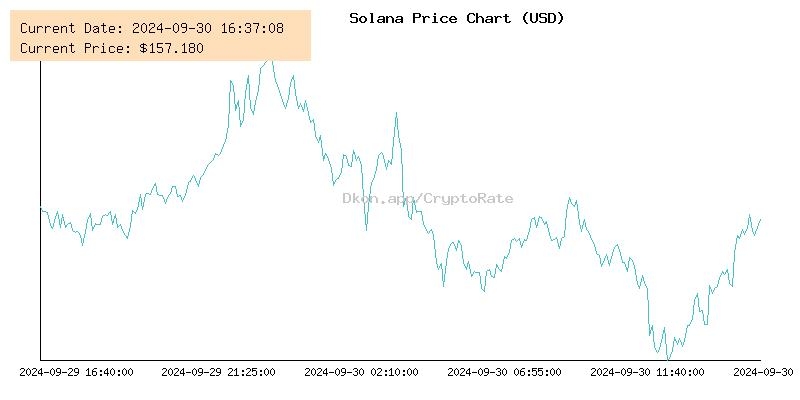 Solana Price Chart (USD)
Current Date: 2024-09-30 16:37:08
Current Price: $157.180
Dkon.app/CryptoRate
2024-09-29 16:40:00
2024-09-29 21:25:00
2024-09-30 02:10:00
2024-09-30 06:55:00
2024-09-30 11:40:00
2024-09-30